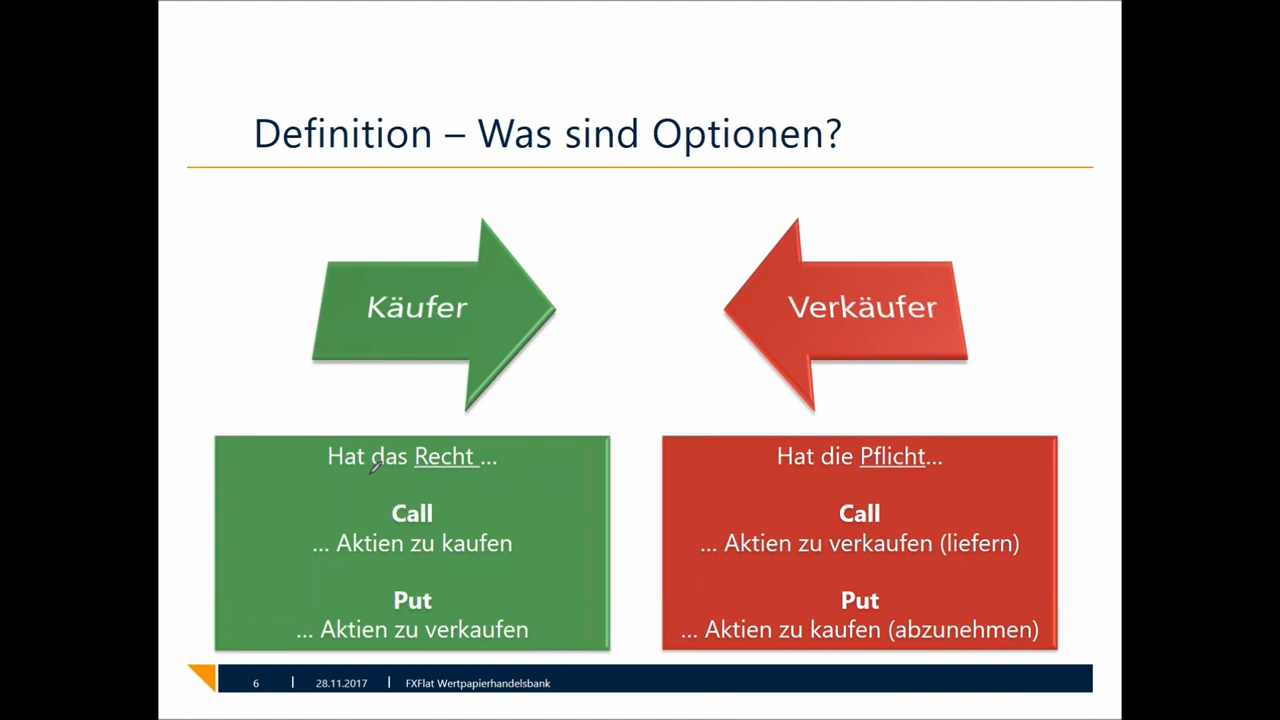 Definition – Was sind Optionen?
Käufer
Verkäufer
Hat das Recht ...
Call
... Aktien zu kaufen
Put
... Aktien zu verkaufen
Hat die Pflicht...
Call
... Aktien zu verkaufen (liefern)
Put
... Aktien zu kaufen (abzunehmen)
6 | 28.11.2017 | FXFlat Wertpapierhandelsbank